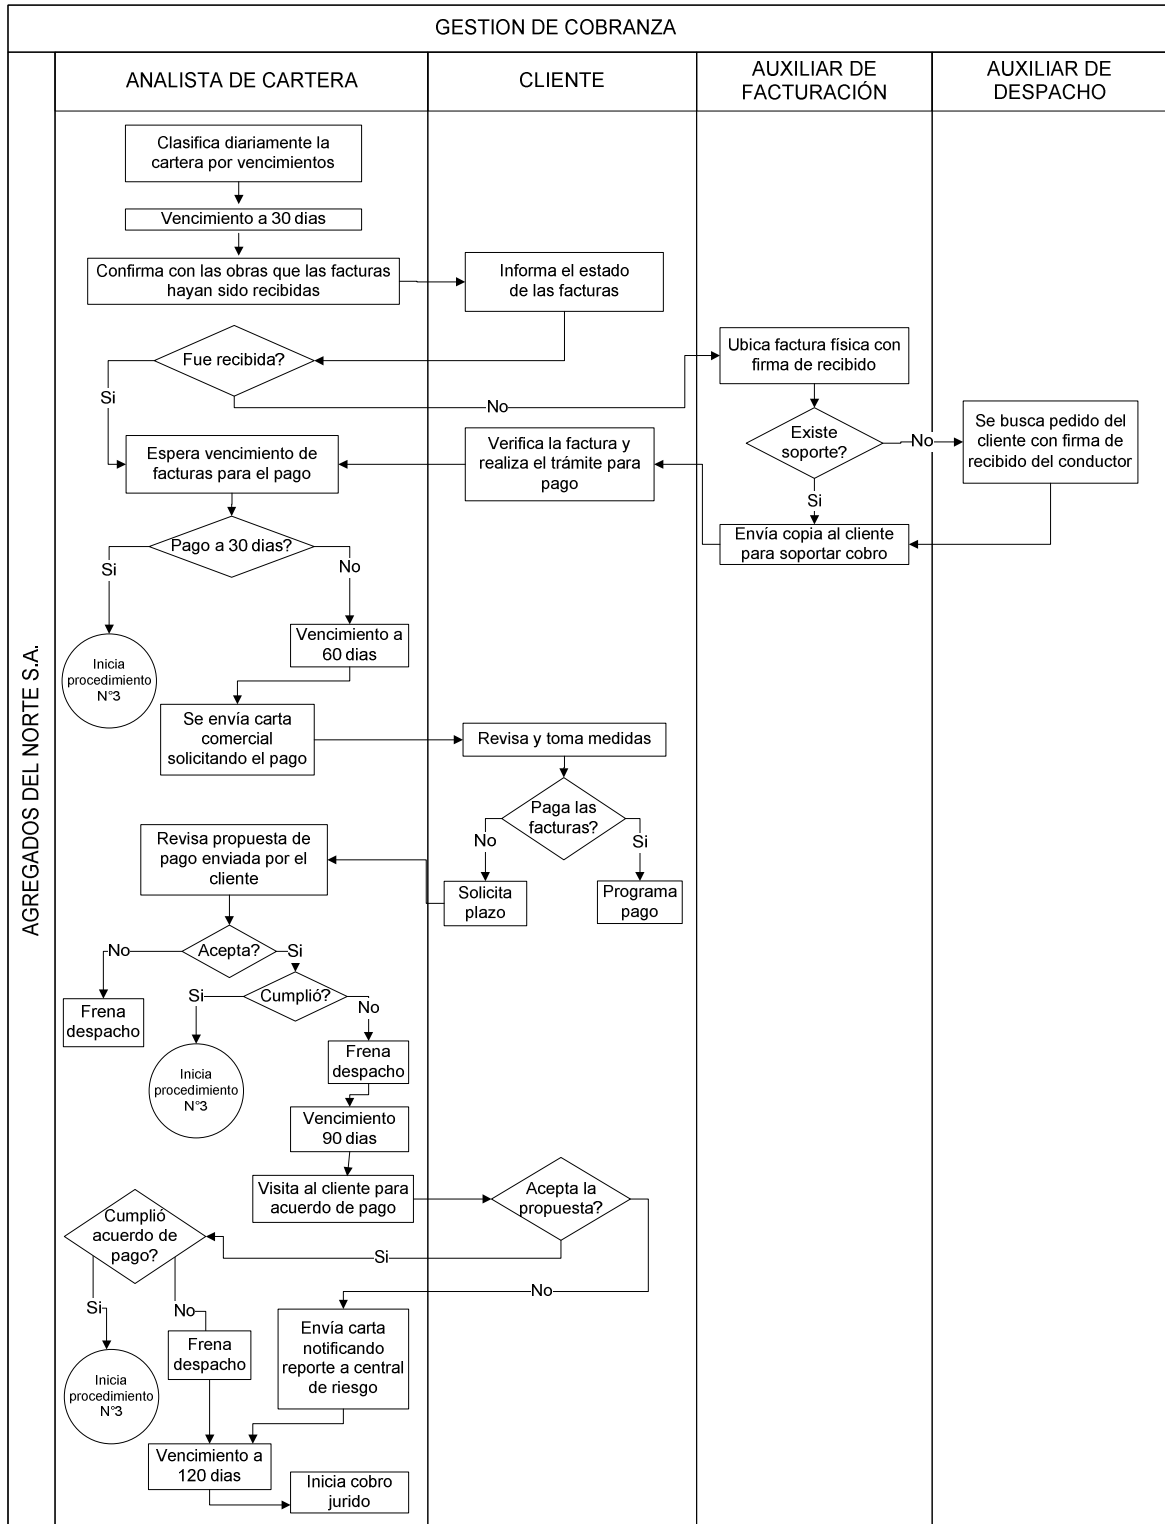 GESTION DE COBRANZA
AGREGADOS DEL NORTE S.A.
ANALISTA DE CARTERA
CLIENTE
AUXILIAR DE
FACTURACIÓN
AUXILIAR DE
DESPACHO
Clasifica diariamente la
cartera por vencimientos
Vencimiento a 30 dias
Confirma con las obras que las facturas
hayan sido recibidas
Informa el estado
de las facturas
Fue recibida?
Si
No
Ubica factura física con
firma de recibido
Existe
soporte?
No
Si
Se busca pedido del
cliente con firma de
recibido del conductor
Envía copia al cliente
para soportar cobro
Verifica la factura y
realiza el trámite para
pago
Espera vencimiento de
facturas para el pago
Pago a 30 dias?
Si
No
Inicia
procedimiento
N°3
Vencimiento a
60 dias
Se envía carta
comercial
solicitando el pago
Revisa y toma medidas
Paga las
facturas?
No
Si
Solicita
plazo
Programa
pago
Revisa propuesta de
pago enviada por el
cliente
Acepta?
No
Si
Frena
despacho
Cumplió?
Si
No
Inicia
procedimiento
N°3
Frena
despacho
Vencimiento
90 dias
Visita al cliente para
acuerdo de pago
Acepta la
propuesta?
Si
No
Cumplió
acuerdo de
pago?
Si
No
Inicia
procedimiento
N°3
Frena
despacho
Envía carta
notificando
reporte a central
de riesgo
Vencimiento a
120 dias
Inicia cobro
jurido